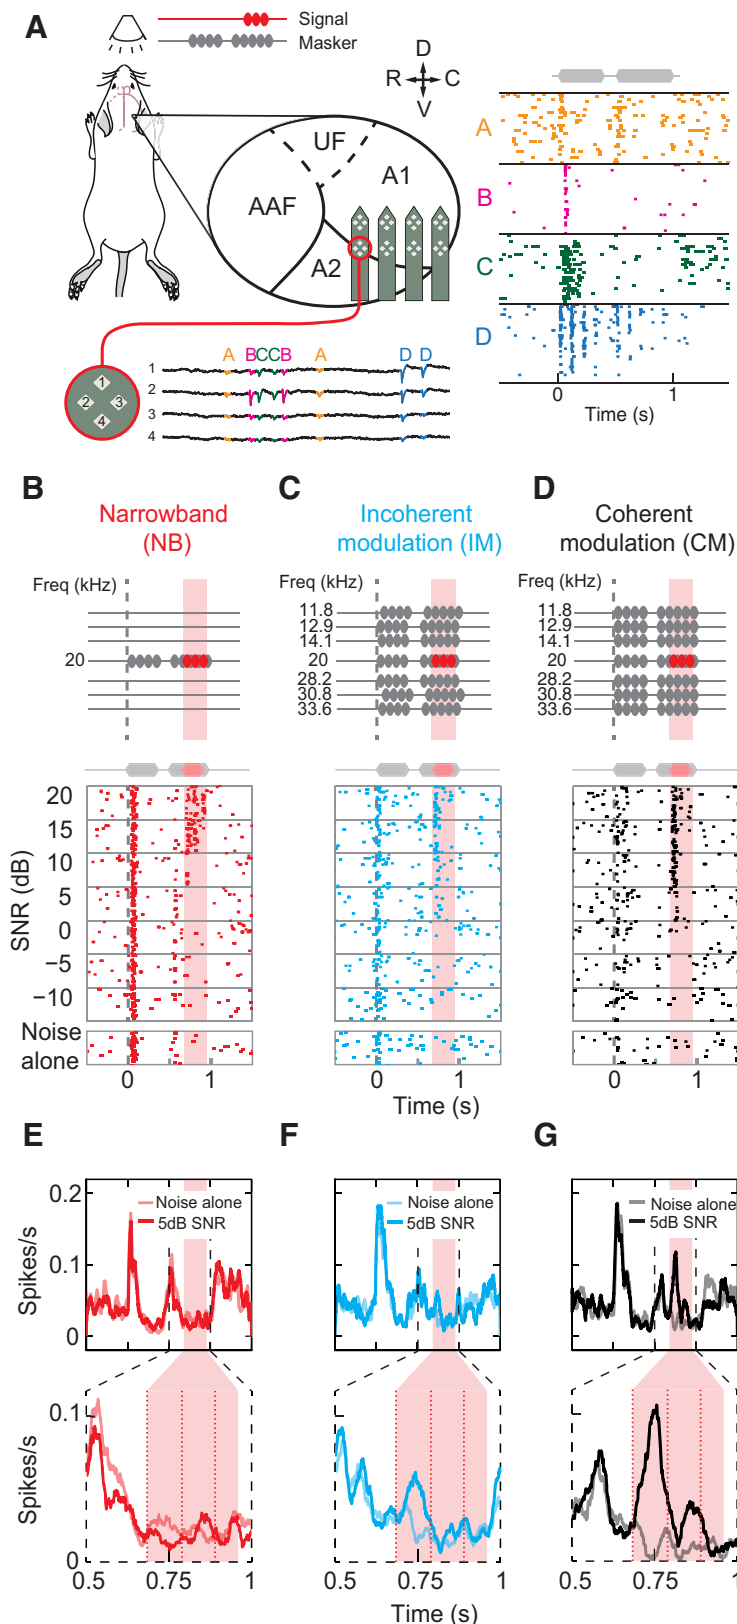 A
Signal
Masker
D
R C
V
UF
A1
AAF
A2
A
B
C
D
0 1
Time (s)
A B C C B A D D
1
2
3
4
1
2 3
4
B
Narrowband
(NB)
Freq (kHz)
20
C
Incoherent
modulation (IM)
Freq (kHz)
11.8
12.9
14.1
20
28.2
30.8
33.6
D
Coherent
modulation (CM)
Freq (kHz)
11.8
12.9
14.1
20
28.2
30.8
33.6
SNR (dB)
20
15
10
5
0
−5
−10
Noise
alone
0 1
0 1
0 1
Time (s)
E
Spikes/s
0.2
0.1
0
Noise alone
5dB SNR
F
Noise alone
5dB SNR
G
Noise alone
5dB SNR
Spikes/s
0.1
0
0.5 0.75 1
0.5 0.75 1
0.5 0.75 1
Time (s)